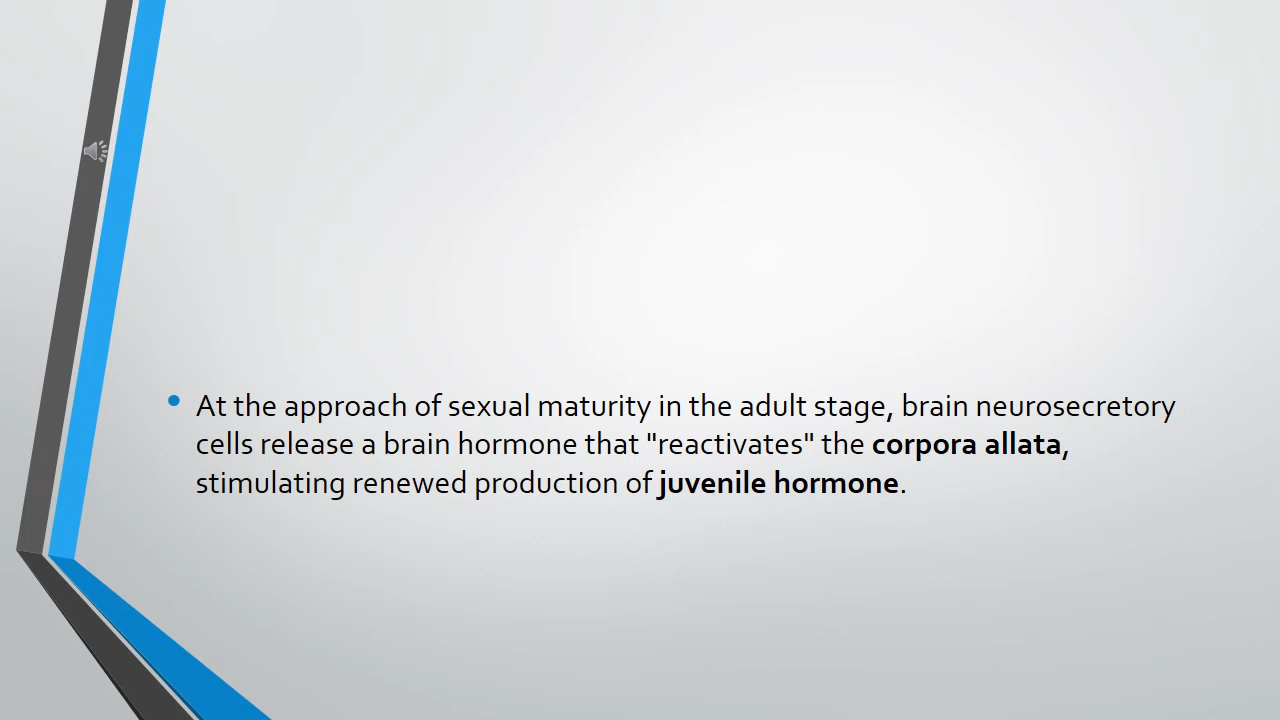 • At the approach of sexual maturity in the adult stage, brain neurosecretory
cells release a brain hormone that "reactivates" the corpora allata,
stimulating renewed production of juvenile hormone.